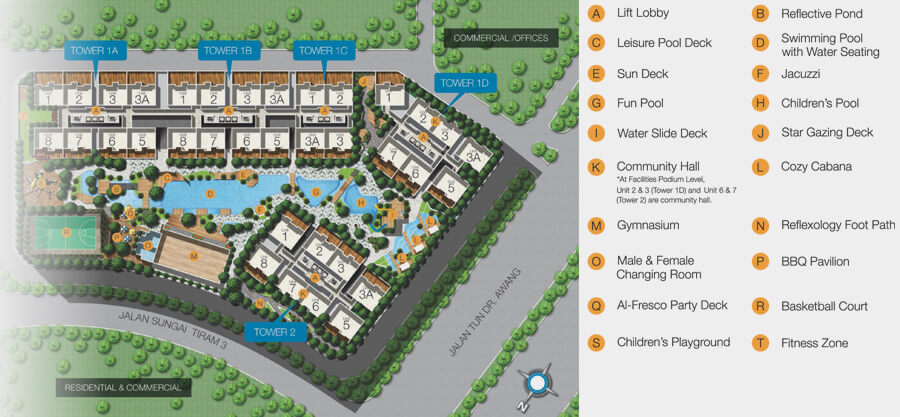 COMMERCIAL /OFFICES
TOWER 1A
TOWER 1B
TOWER 1C
TOWER 1D
1 2 3 3A
1 2 3 3A
1 2
1
2 3 3A
8 7 6 5
8 7 6 5
3A 3
7 6 5
1 2 3 3A
8 7 6 5
TOWER 2
JALAN SUNGAI TIRAM 3
JALAN TUN DR. AWANG
RESIDENTIAL & COMMERCIAL
N
A Lift Lobby
B Reflective Pond
C Leisure Pool Deck
D Swimming Pool
with Water Seating
E Sun Deck
F Jacuzzi
G Fun Pool
H Children's Pool
I Water Slide Deck
J Star Gazing Deck
K Community Hall
*At Facilities Podium Level,
Unit 2 & 3 (Tower 1D) and Unit 6 & 7
(Tower 2) are community hall.
L Cozy Cabana
M Gymnasium
N Reflexology Foot Path
O Male & Female
Changing Room
P BBQ Pavilion
Q Al-Fresco Party Deck
R Basketball Court
S Children's Playground
T Fitness Zone